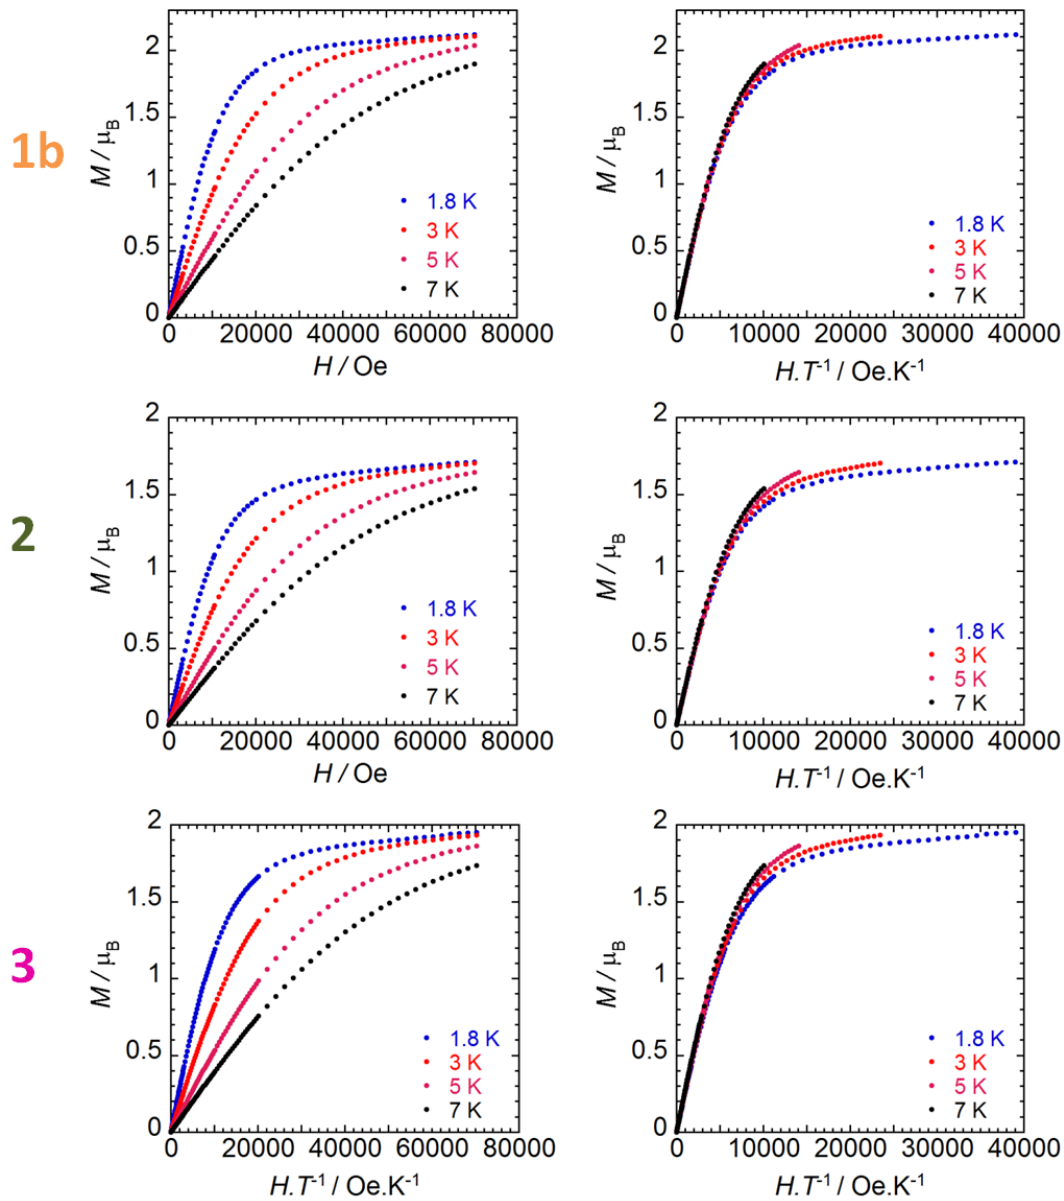 1b
M / μB
2
1.5
1
0.5
0
1.8 K
3 K
5 K
7 K
0 20000 40000 60000 80000
H / Oe
M / μB
2
1.5
1
0.5
0
1.8 K
3 K
5 K
7 K
0 10000 20000 30000 40000
H.T-1 / Oe.K-1
2
M / μB
2
1.5
1
0.5
0
1.8 K
3 K
5 K
7 K
0 20000 40000 60000 80000
H / Oe
M / μB
2
1.5
1
0.5
0
1.8 K
3 K
5 K
7 K
0 10000 20000 30000 40000
H.T-1 / Oe.K-1
3
M / μB
2
1.5
1
0.5
0
1.8 K
3 K
5 K
7 K
0 20000 40000 60000 80000
H.T-1 / Oe.K-1
M / μB
2
1.5
1
0.5
0
1.8 K
3 K
5 K
7 K
0 10000 20000 30000 40000
H.T-1 / Oe.K-1